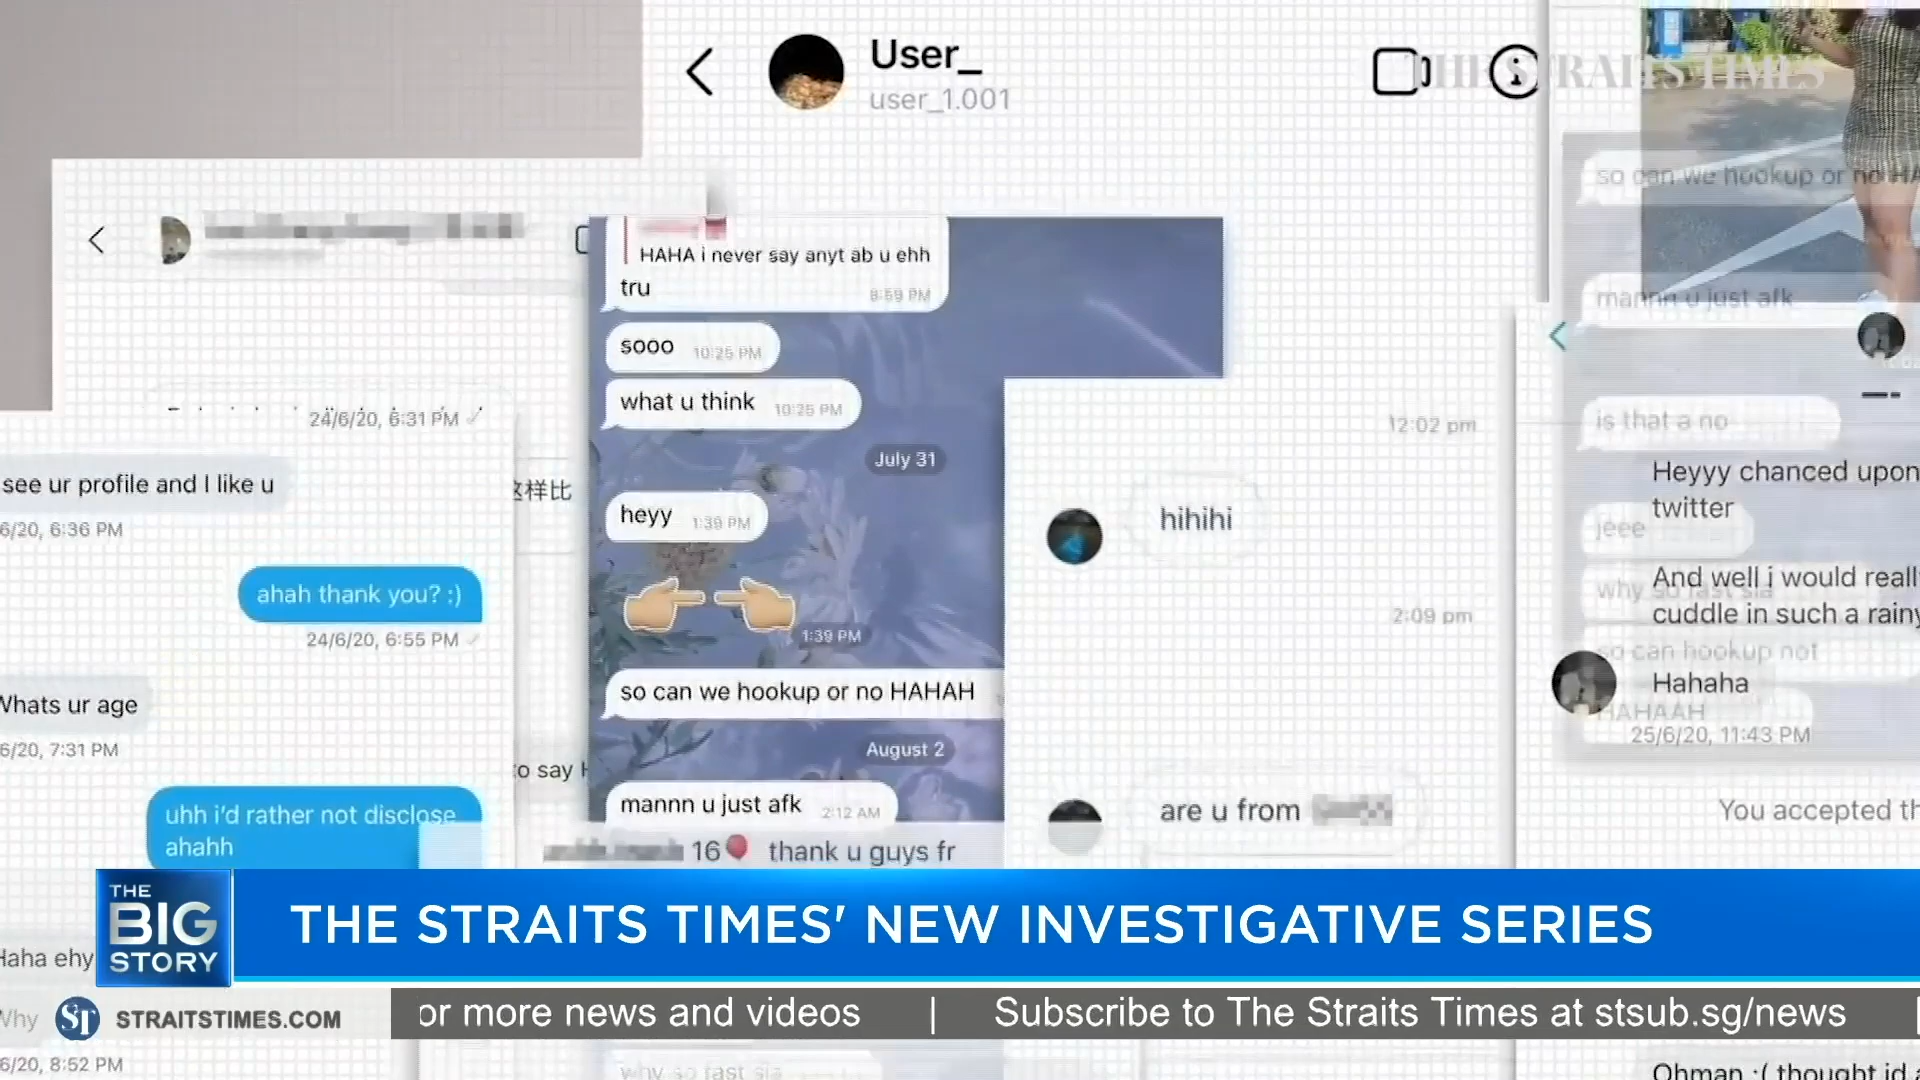 User_
user_1.001
THE STRAITS TIMES
so can we hookup or no HA
HAHA i never say anyt ab u ehh
tru
8:59 PM
sooo 10:25 PM
what u think 10:25 PM
mannn u just afk
24/6/20, 6:31 PM
see ur profile and I like u
6/20, 6:36 PM
这样比
July 31
heyy 1:39 PM
12:02 pm
hihihi
is that a no
Heyyy chanced upon
twitter
jeee
ahah thank you? :)
24/6/20, 6:55 PM
1:39 PM
2:09 pm
And well i would reall
why so fast sia
cuddle in such a rainy
so can hookup not
Whats ur age
6/20, 7:31 PM
so can we hookup or no HAHAH
Hahaha
HAHAAH
25/6/20, 11:43 PM
August 2
to say H
mannn u just afk 2:12 AM
are u from
You accepted th
uhh i'd rather not disclose
ahahh
16 thank u guys fr
THE
BIG
STORY
THE STRAITS TIMES' NEW INVESTIGATIVE SERIES
Haha ehy
Why
ST STRAITSTIMES.COM
or more news and videos | Subscribe to The Straits Times at stsub.sg/news
6/20, 8:52 PM
why so fast sia
Ohman :( thought id a